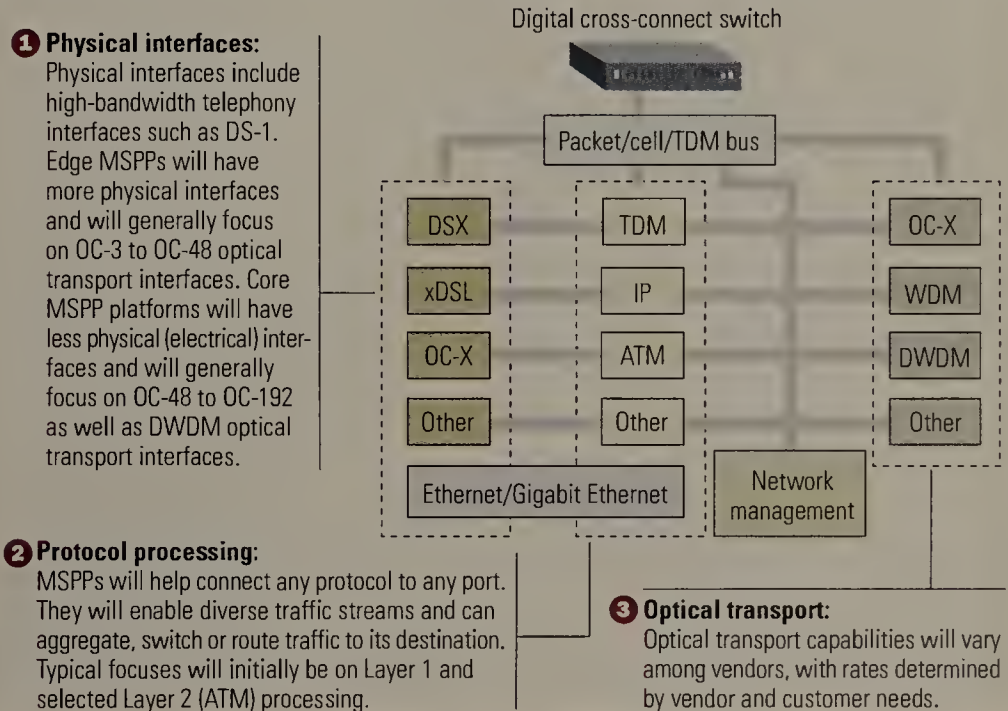 Digital cross-connect switch
1 Physical interfaces:
Physical interfaces include
high-bandwidth telephony
interfaces such as DS-1.
Edge MSPPs will have
more physical interfaces
and will generally focus
on OC-3 to OC-48 optical
transport interfaces. Core
MSPP platforms will have
less physical (electrical) inter-
faces and will generally
focus on OC-48 to OC-192
as well as DWDM optical
transport interfaces.
Packet/cell/TDM bus
DSX
TDM
OC-X
xDSL
IP
WDM
OC-X
ATM
DWDM
Other
Other
Other
Ethernet/Gigabit Ethernet
Network
management
2 Protocol processing:
MSPPs will help connect any protocol to any port.
They will enable diverse traffic streams and can
aggregate, switch or route traffic to its destination.
Typical focuses will initially be on Layer 1 and
selected Layer 2 (ATM) processing.
3 Optical transport:
Optical transport capabilities will vary
among vendors, with rates determined
by vendor and customer needs.